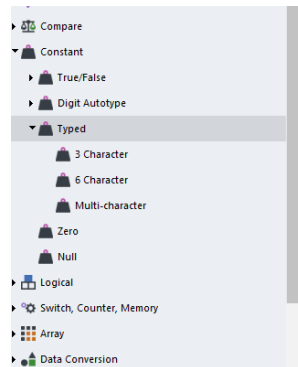 Compare
Constant
True/False
Digit Autotype
Typed
3 Character
6 Character
Multi-character
Zero
Null
Logical
Switch, Counter, Memory
Array
Data Conversion